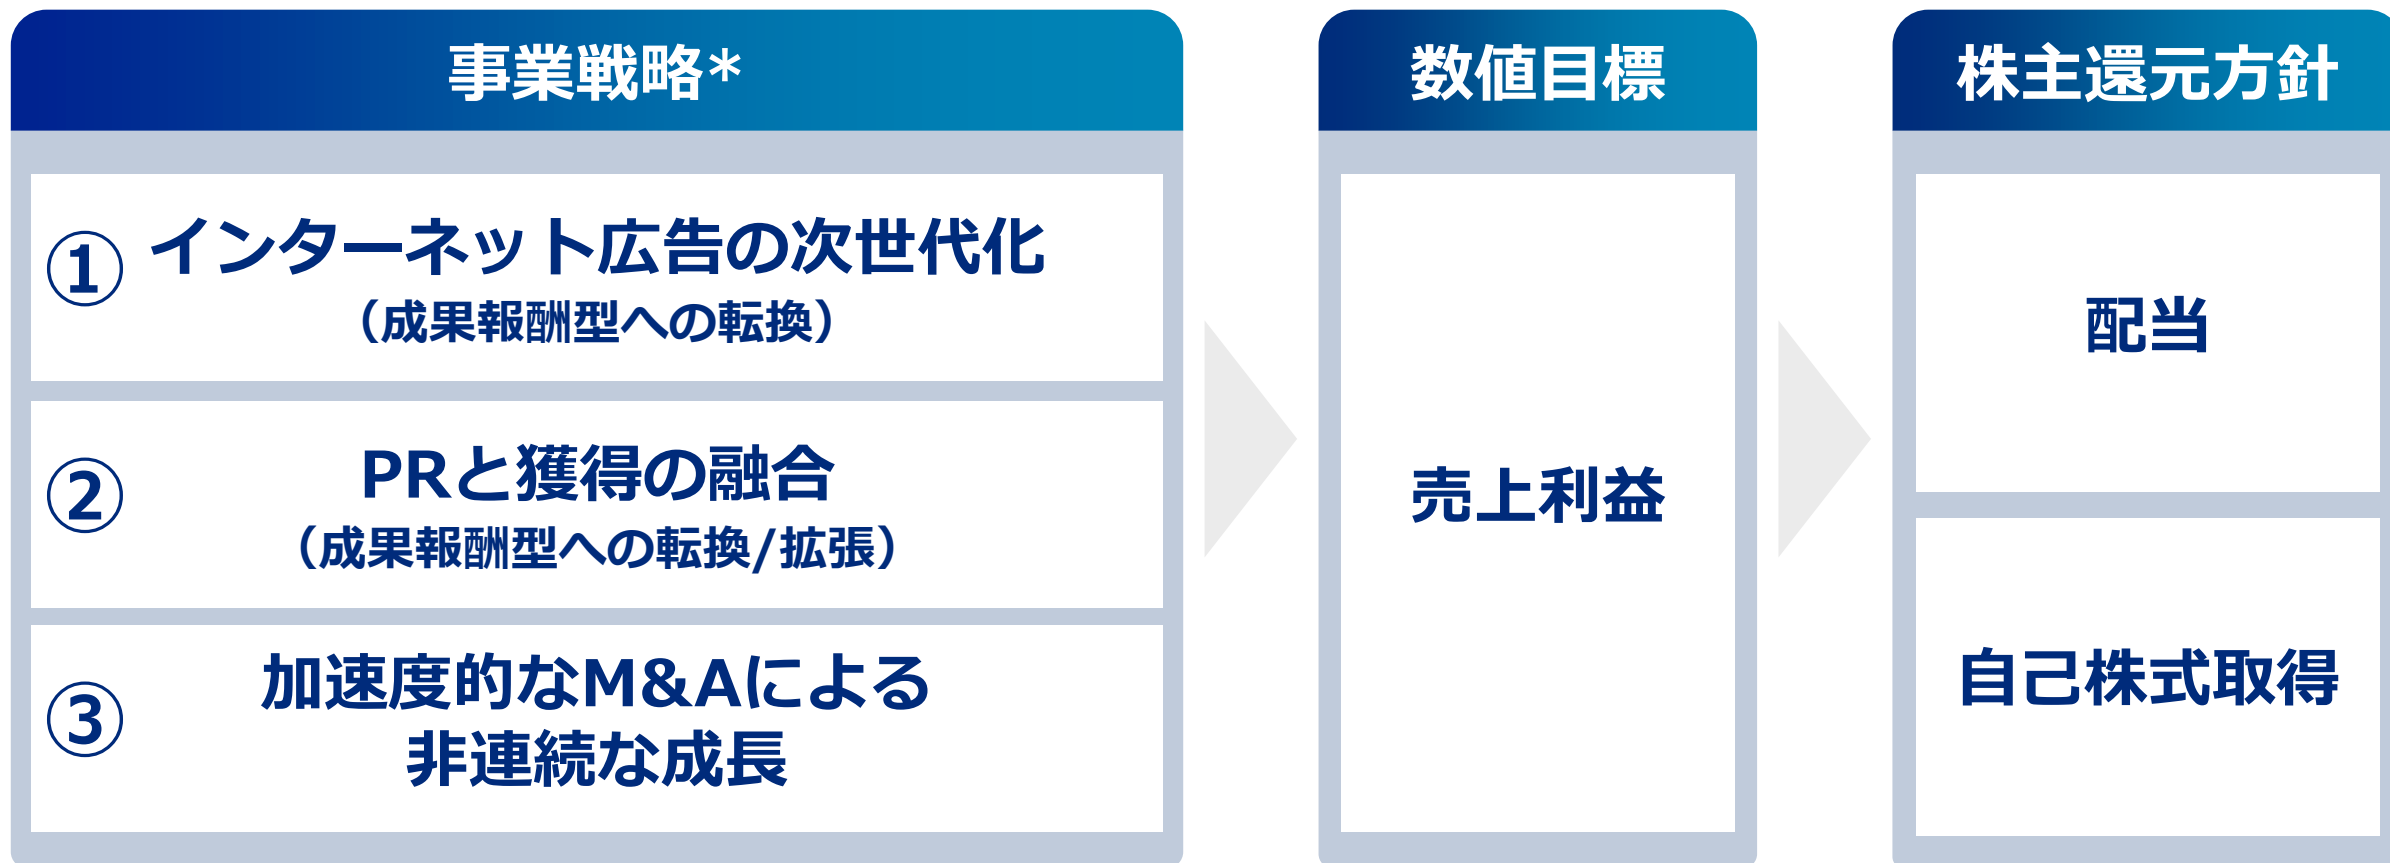 事業戦略*
① インターネット広告の次世代化
（成果報酬型への転換）
② PRと獲得の融合
（成果報酬型への転換/拡張）
③ 加速度的なM&Aによる
非連続な成長
数値目標
売上利益
株主還元方針
配当
自己株式取得